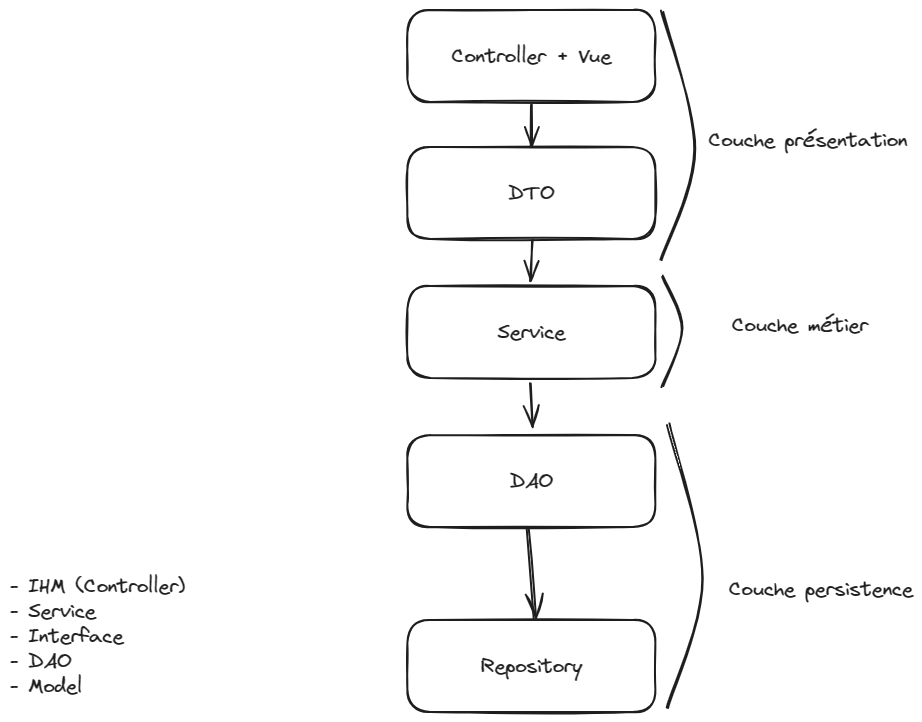 Controller + Vue
Couche présentation
DTO
Couche métier
Service
DAO
Couche persistence
Repository
- IHM (Controller)
- Service
- Interface
- DAO
- Model